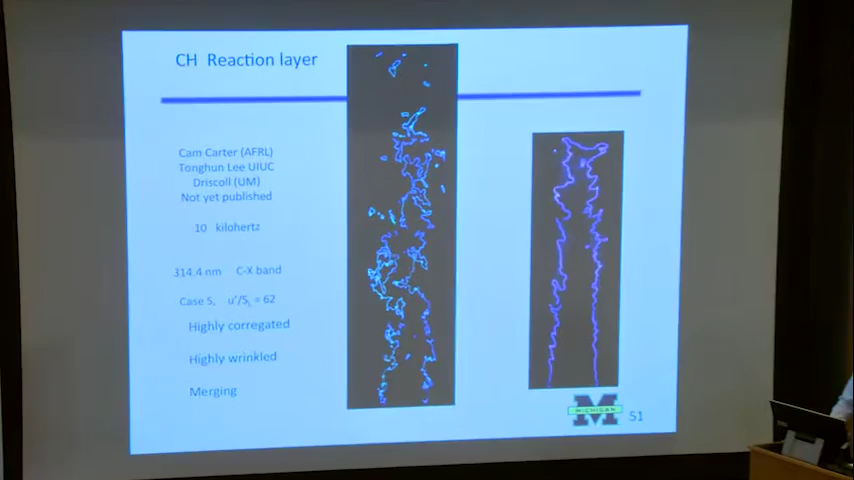 CH Reaction layer
Cam Carter (AFRL)
Tonghun Lee UIUC
Driscoll (UM)
Not yet published
10 kilohertz
314.4 nm C-X band
Case 5, u'/SL = 62
Highly corregated
Highly wrinkled
Merging
MICHIGAN
51